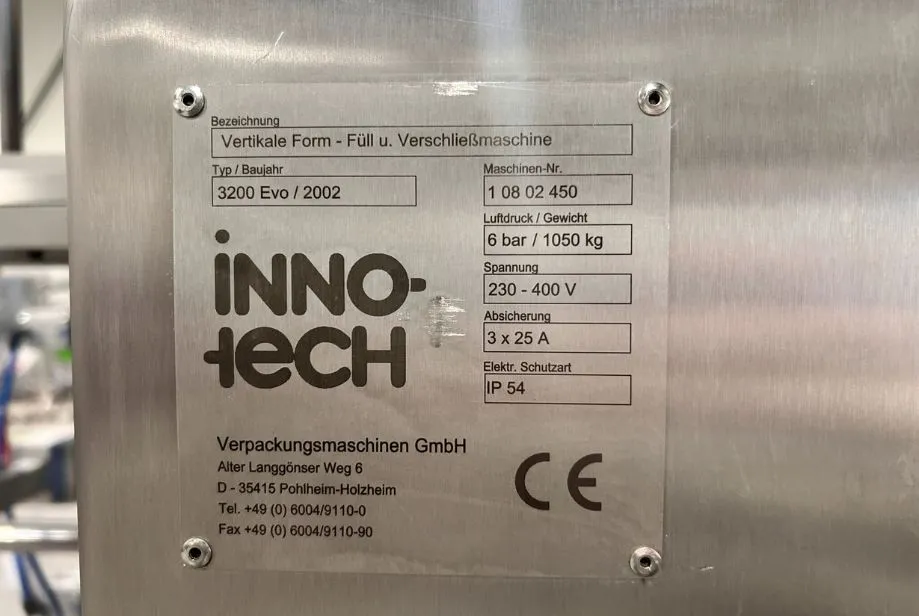 Bezeichnung
Vertikale Form - Füll u. Verschließmaschine
Typ / Baujahr
3200 Evo / 2002
Maschinen-Nr.
1 08 02 450
Luftdruck / Gewicht
6 bar / 1050 kg
Spannung
230 - 400 V
Absicherung
3 x 25 A
Elektr. Schutzart
IP 54
INNO-
TECH
Verpackungsmaschinen GmbH
Alter Langgönser Weg 6
D - 35415 Pohlheim-Holzheim
Tel. +49 (0) 6004/9110-0
Fax +49 (0) 6004/9110-90
CE